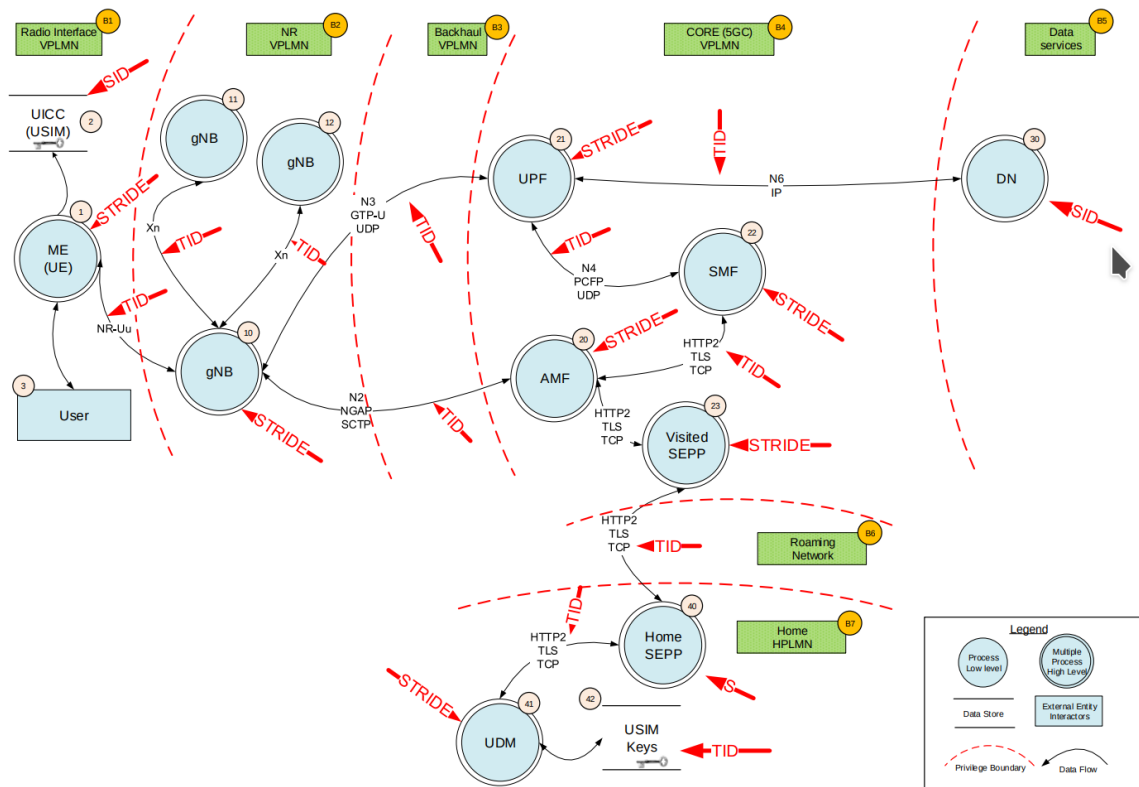 B1
Radio Interface
VPLMN
B2
NR
VPLMN
B3
Backhaul
VPLMN
B4
CORE (5GC)
VPLMN
B5
Data
services
SID
UICC
(USIM)
2
11
gNB
12
gNB
21
UPF
STRIDE
TID
30
DN
SID
N6
IP
1
ME
(UE)
STRIDE
Xn
TID
Xn
TID
N3
GTP-U
UDP
TID
TID
N4
PCFP
UDP
22
SMF
STRIDE
TID
NR-Uu
10
gNB
STRIDE
20
AMF
STRIDE
HTTP2
TLS
TCP
TID
3
User
N2
NGAP
SCTP
TID
HTTP2
TLS
TCP
23
Visited
SEPP
STRIDE
HTTP2
TLS
TCP
TID
B6
Roaming
Network
40
Home
SEPP
S
B7
Home
HPLMN
TID
HTTP2
TLS
TCP
STRIDE
41
UDM
42
USIM
Keys
TID
Legend
Process
Low level
Multiple
Process
High Level
Data Store
External Entity
Interactors
Privilege Boundary
Data Flow